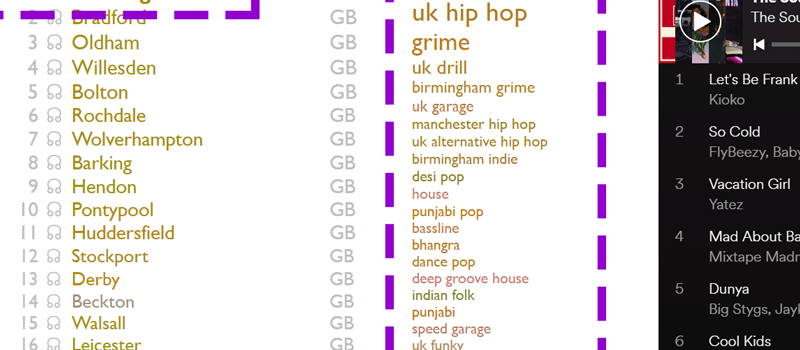 2 Bradford GB
3 Oldham GB
4 Willesden GB
5 Bolton GB
6 Rochdale GB
7 Wolverhampton GB
8 Barking GB
9 Hendon GB
10 Pontypool GB
11 Huddersfield GB
12 Stockport GB
13 Derby GB
14 Beckton GB
15 Walsall GB
16 Leicester GB
uk hip hop
grime
uk drill
birmingham grime
uk garage
manchester hip hop
uk alternative hip hop
birmingham indie
desi pop
house
punjabi pop
bassline
bhangra
dance pop
deep groove house
indian folk
punjabi
speed garage
uk funky
The Sou
1 Let's Be Frank
Kioko
2 So Cold
FlyBeezy, Baby
3 Vacation Girl
Yatez
4 Mad About Ba
Mixtape Madn
5 Dunya
Big Stygs, Jayk
6 Cool Kids